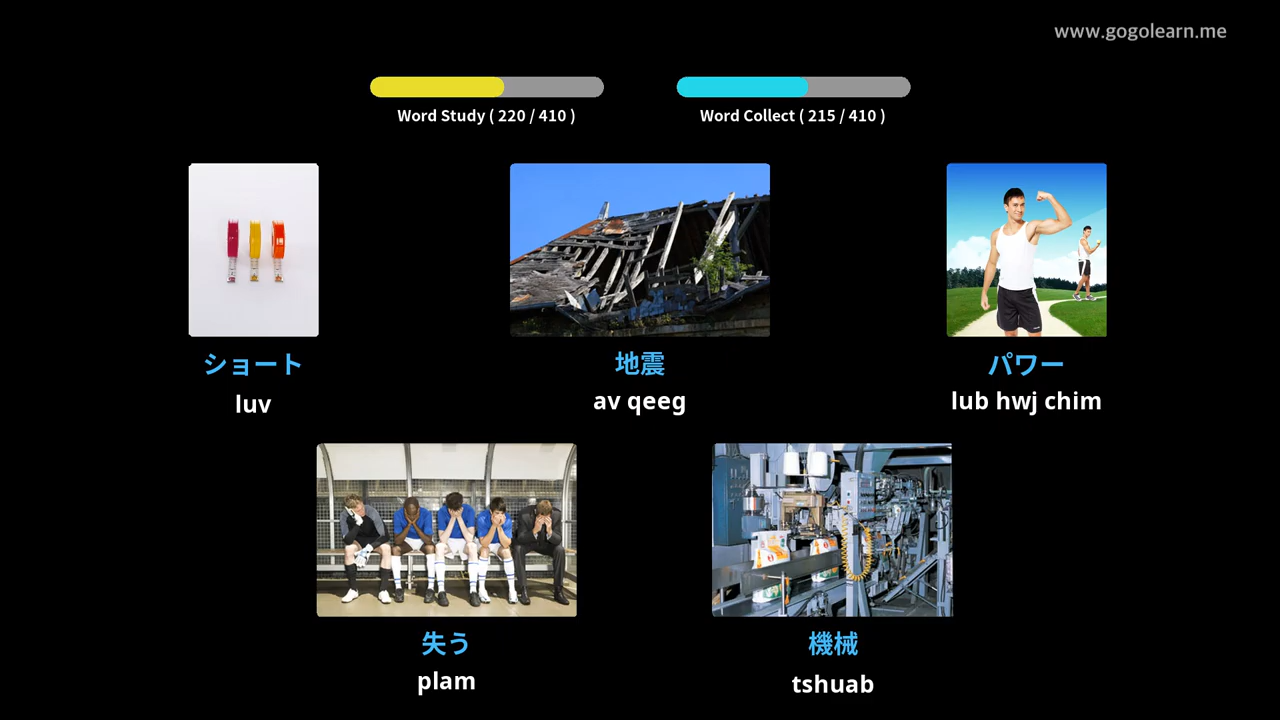 www.gogolearn.me
Word Study ( 220 / 410 )
Word Collect ( 215 / 410 )
ショート
luv
地震
av qeeg
パワー
lub hwj chim
失う
plam
機械
tshuab